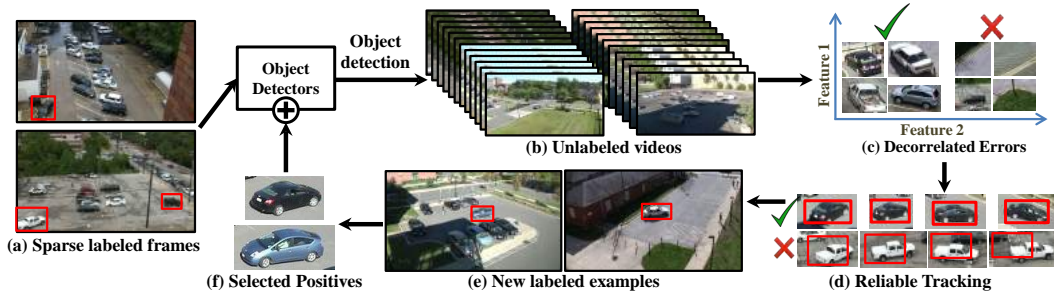 (a) Sparse labeled frames
Object
Detectors
Object
detection
(b) Unlabeled videos
Feature 1
Feature 2
(c) Decorrelated Errors
(d) Reliable Tracking
(e) New labeled examples
(f) Selected Positives